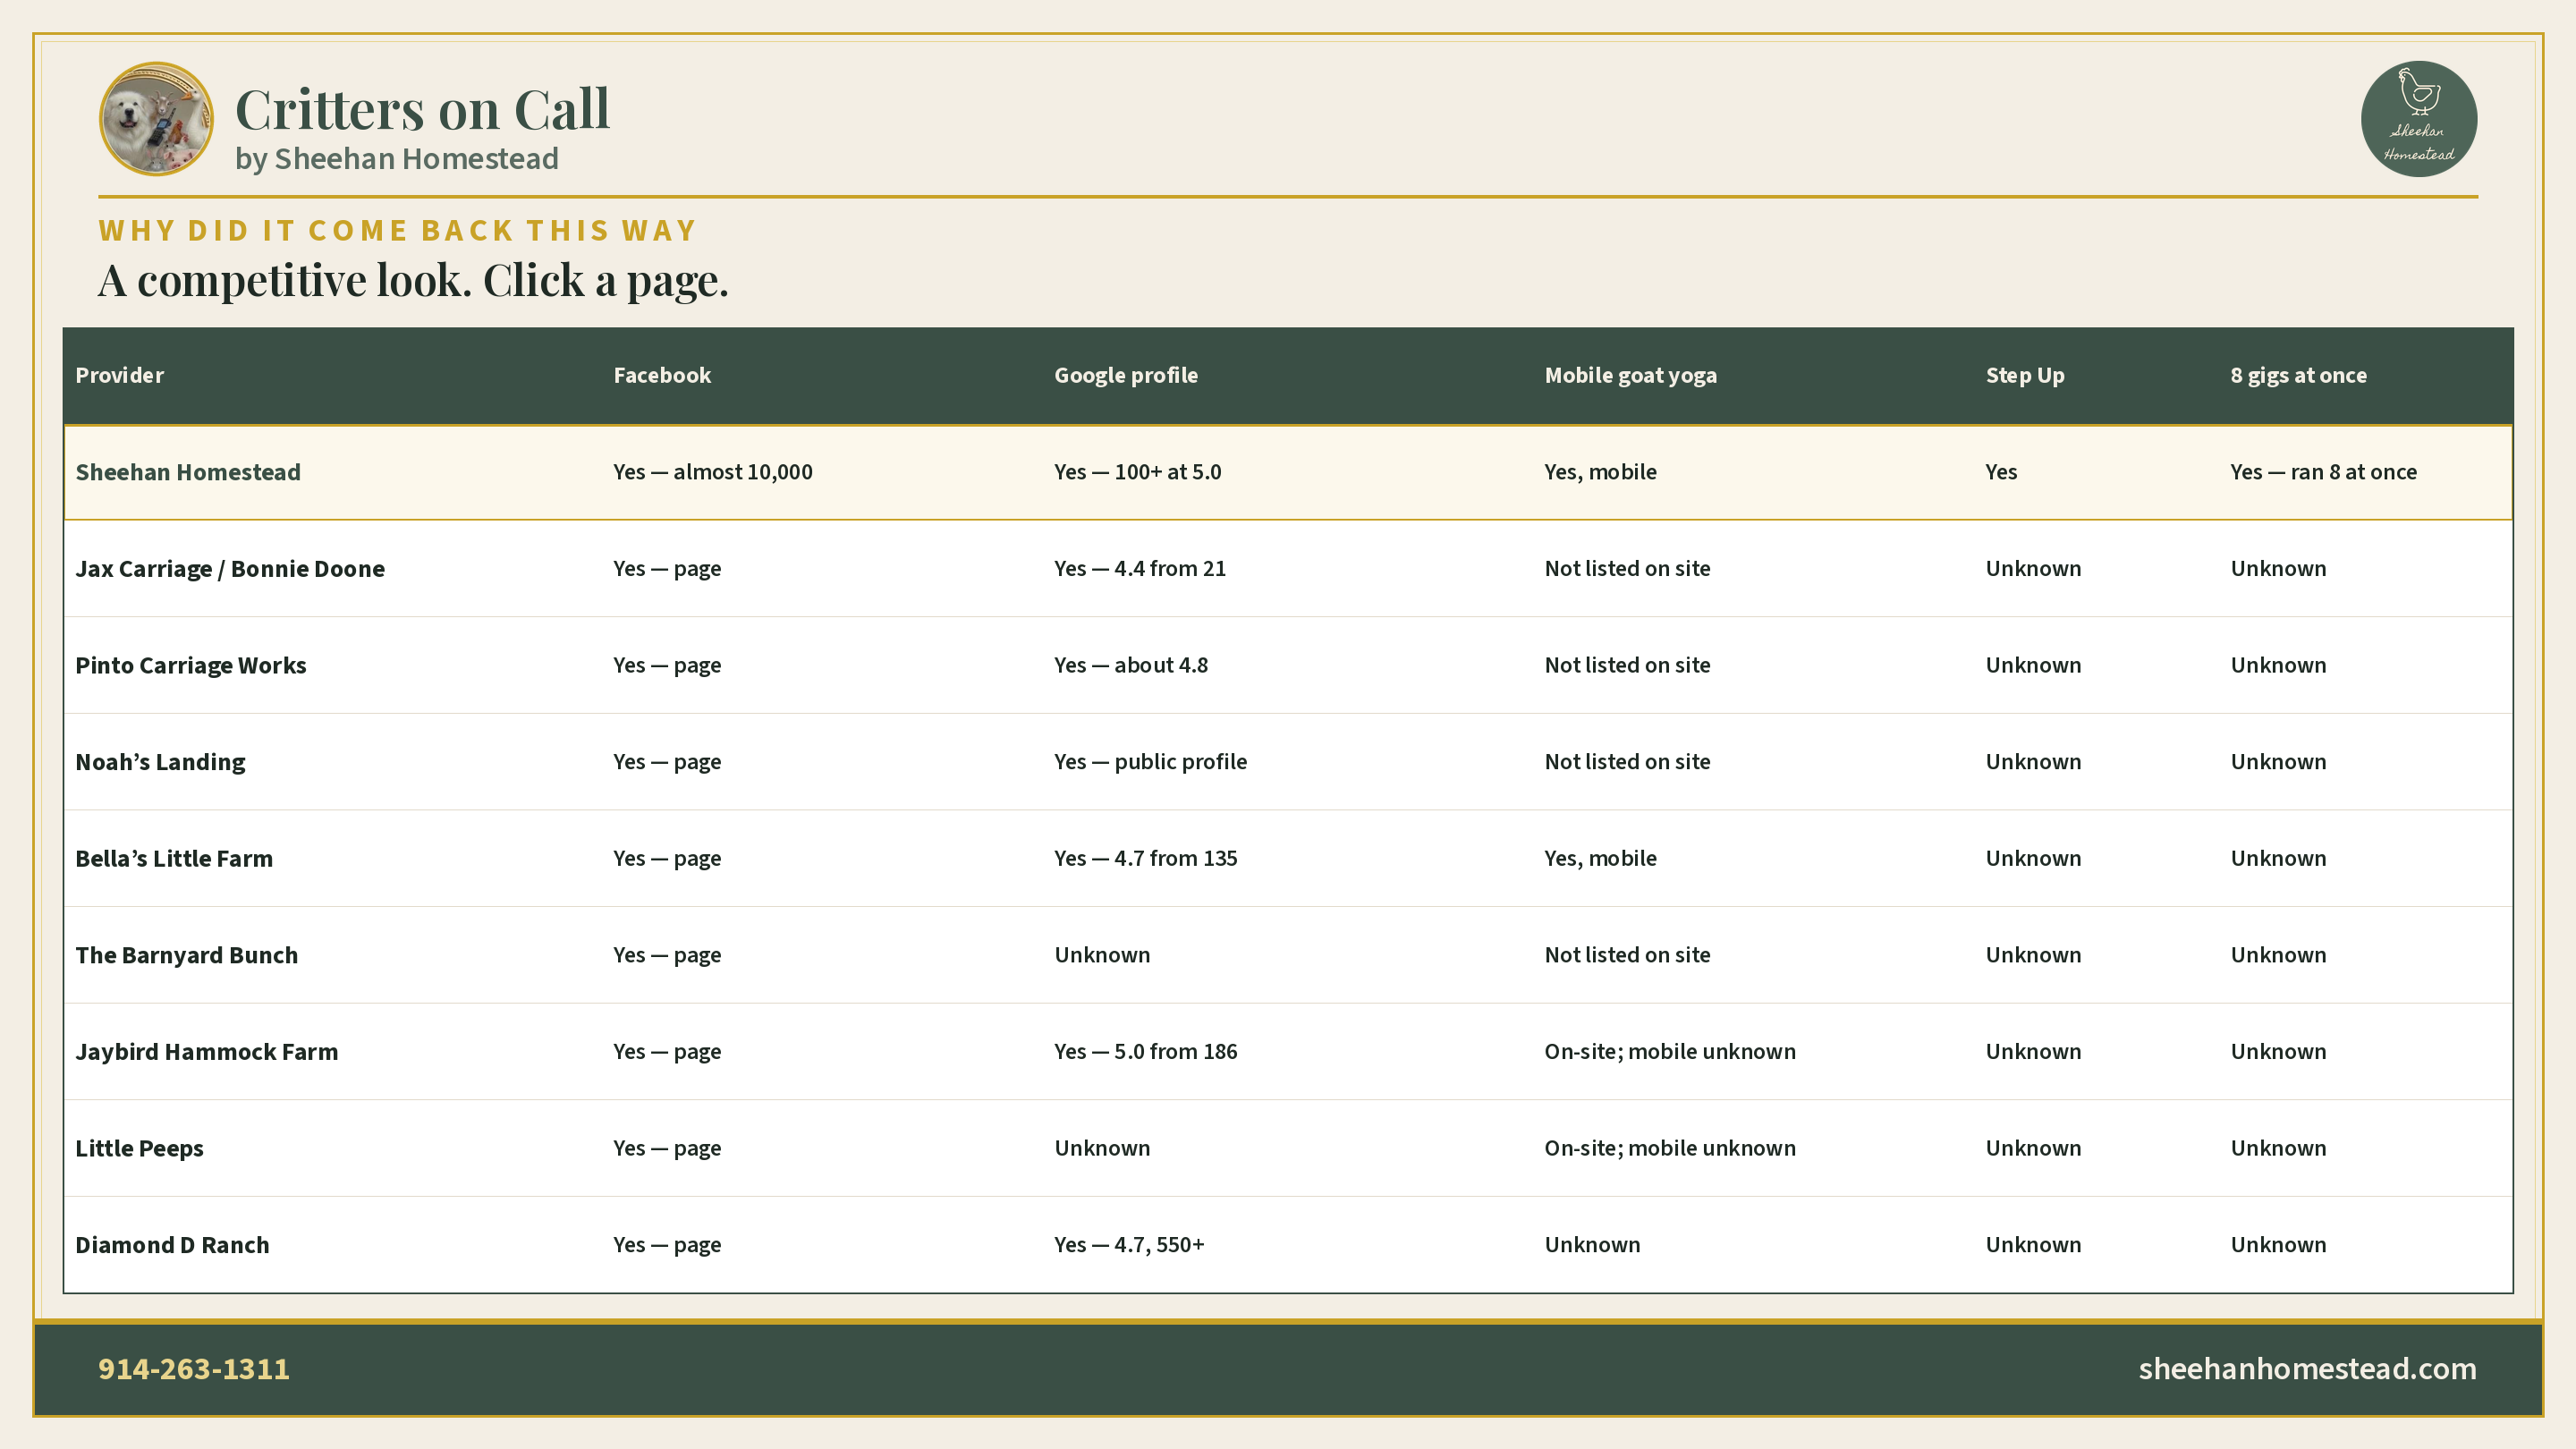 Critters on Call
by Sheehan Homestead
Sheehan
Homestead
WHY DID IT COME BACK THIS WAY
A competitive look. Click a page.
Provider Facebook Google profile Mobile goat yoga Step Up 8 gigs at once
Sheehan Homestead Yes — almost 10,000 Yes — 100+ at 5.0 Yes, mobile Yes Yes — ran 8 at once
Jax Carriage / Bonnie Doone Yes — page Yes — 4.4 from 21 Not listed on site Unknown Unknown
Pinto Carriage Works Yes — page Yes — about 4.8 Not listed on site Unknown Unknown
Noah’s Landing Yes — page Yes — public profile Not listed on site Unknown Unknown
Bella’s Little Farm Yes — page Yes — 4.7 from 135 Yes, mobile Unknown Unknown
The Barnyard Bunch Yes — page Unknown Not listed on site Unknown Unknown
Jaybird Hammock Farm Yes — page Yes — 5.0 from 186 On-site; mobile unknown Unknown Unknown
Little Peeps Yes — page Unknown On-site; mobile unknown Unknown Unknown
Diamond D Ranch Yes — page Yes — 4.7, 550+ Unknown Unknown Unknown
914-263-1311 sheehanhomestead.com